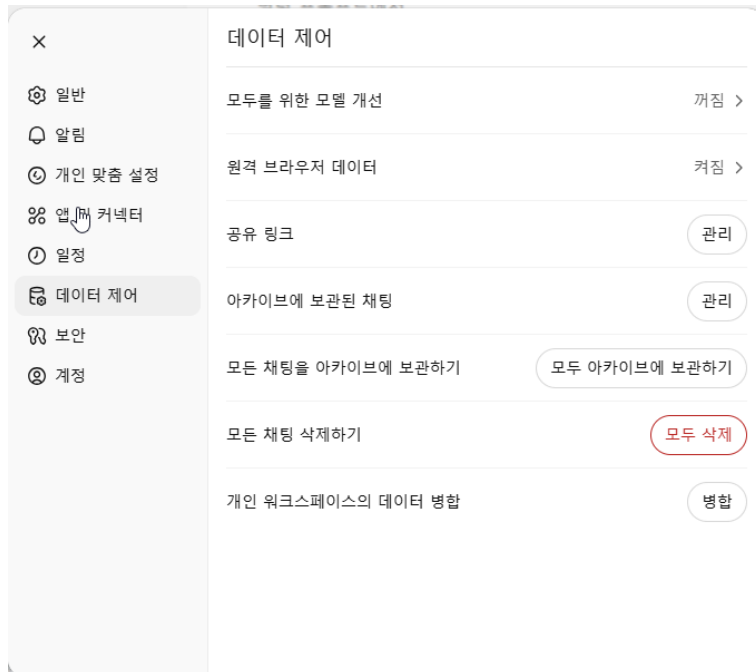 데이터 제어
일반
알림
개인 맞춤 설정
앱 커넥터
일정
데이터 제어
보안
계정
모두를 위한 모델 개선 꺼짐
원격 브라우저 데이터 켜짐
공유 링크 관리
아카이브에 보관된 채팅 관리
모든 채팅을 아카이브에 보관하기 모두 아카이브에 보관하기
모든 채팅 삭제하기 모두 삭제
개인 워크스페이스의 데이터 병합 병합